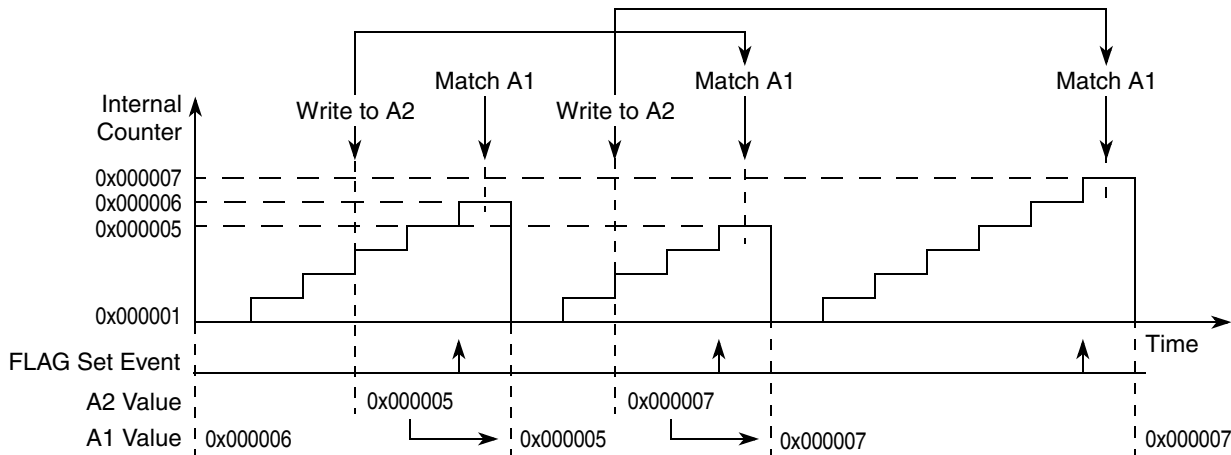 Match A1
Match A1
Match A1
Internal
Counter
Write to A2
Write to A2
0x000007
0x000006
0x000005
0x000001
Time
FLAG Set Event
A2 Value
0x000005
0x000007
A1 Value
0x000006
0x000005
0x000007
0x000007